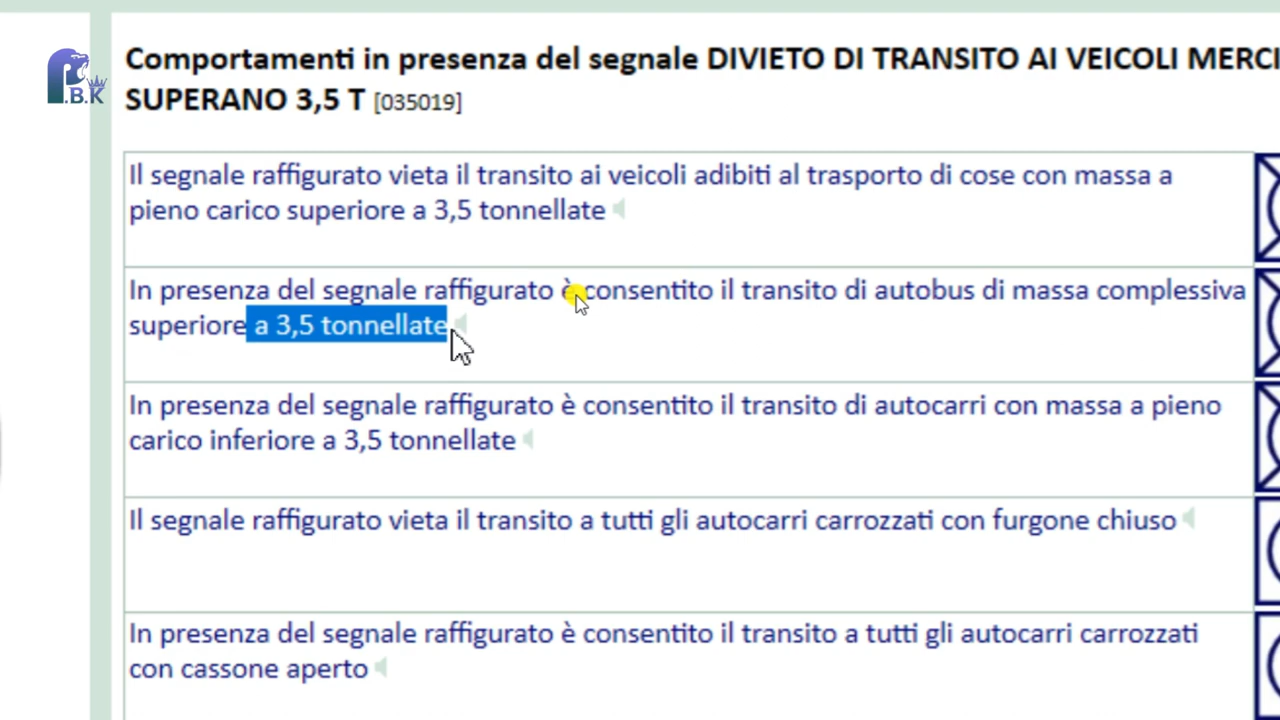 P.B.K
Comportamenti in presenza del segnale DIVIETO DI TRANSITO AI VEICOLI MERCI
SUPERANO 3,5 T [035019]
Il segnale raffigurato vieta il transito ai veicoli adibiti al trasporto di cose con massa a
pieno carico superiore a 3,5 tonnellate
In presenza del segnale raffigurato è consentito il transito di autobus di massa complessiva
superiore a 3,5 tonnellate
In presenza del segnale raffigurato è consentito il transito di autocarri con massa a pieno
carico inferiore a 3,5 tonnellate
Il segnale raffigurato vieta il transito a tutti gli autocarri carrozzati con furgone chiuso
In presenza del segnale raffigurato è consentito il transito a tutti gli autocarri carrozzati
con cassone aperto